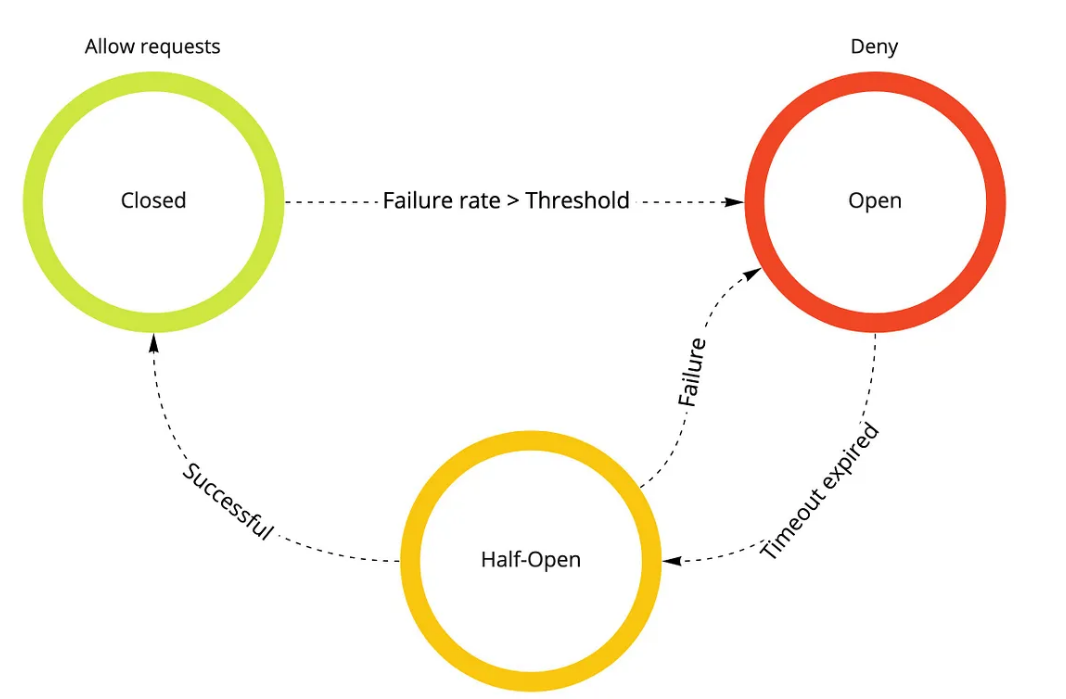 Allow requests
Deny
Closed
Failure rate > Threshold
Open
Failure
Timeout expired
Successful
Half-Open